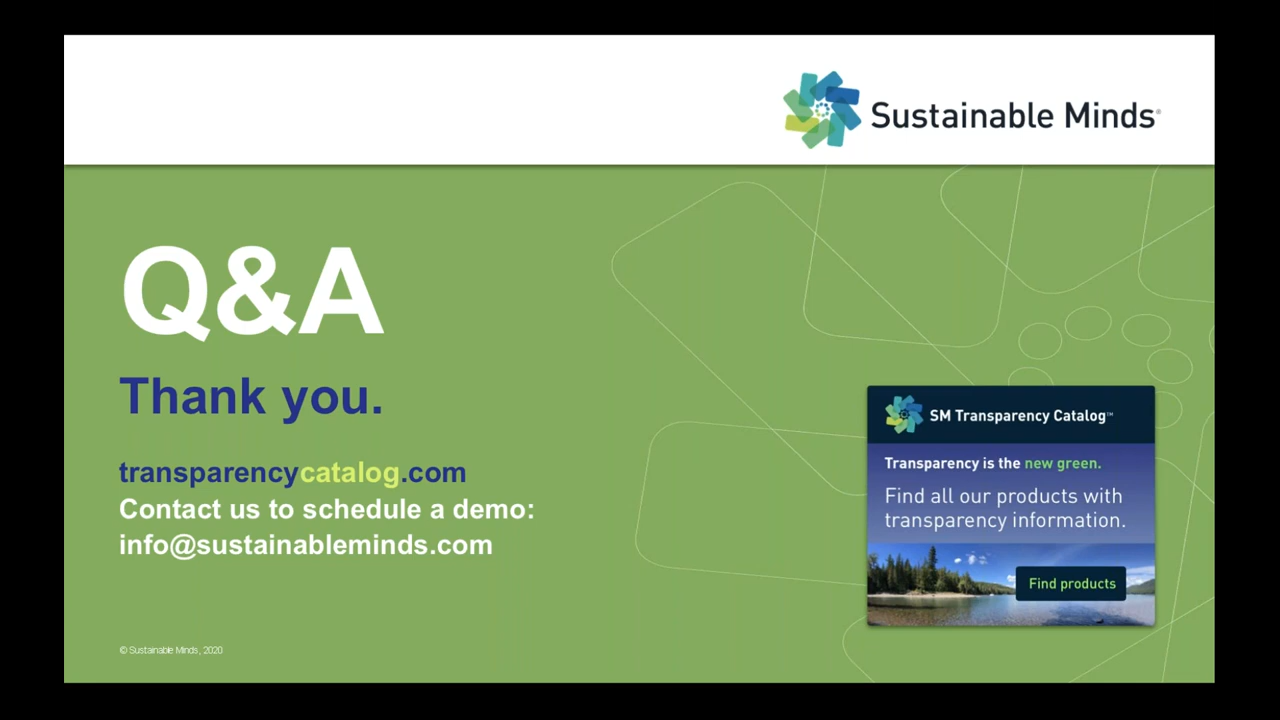 Sustainable Minds®
Q&A
Thank you.
transparencycatalog.com
Contact us to schedule a demo:
info@sustainableminds.com
SM Transparency Catalog™
Transparency is the new green.
Find all our products with
transparency information.
Find products
© Sustainable Minds, 2020